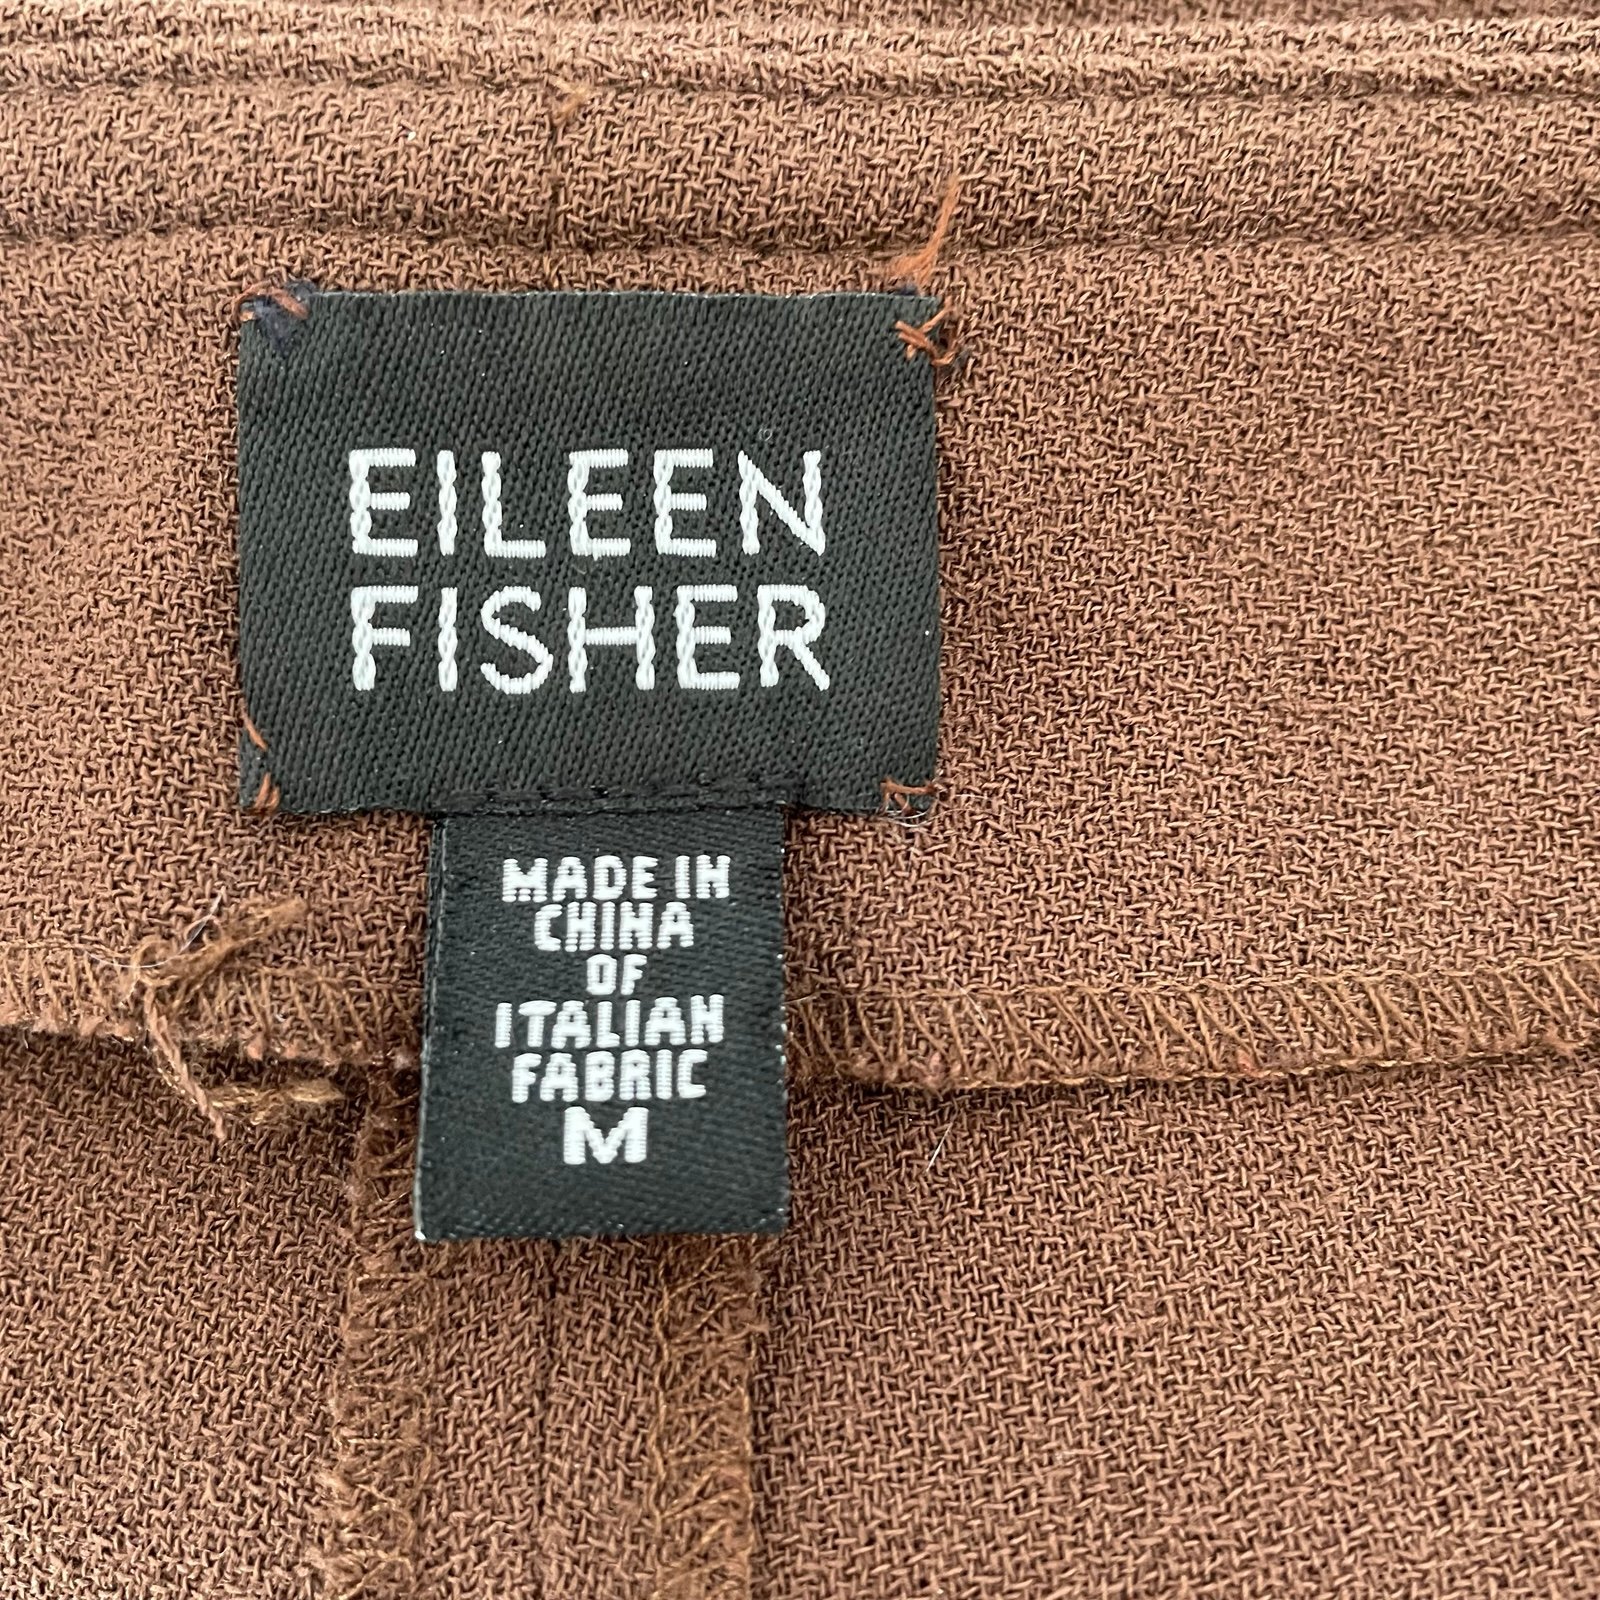 EILEEN
FISHER
MADE IN
CHINA
OF
ITALIAN
FABRIC
M